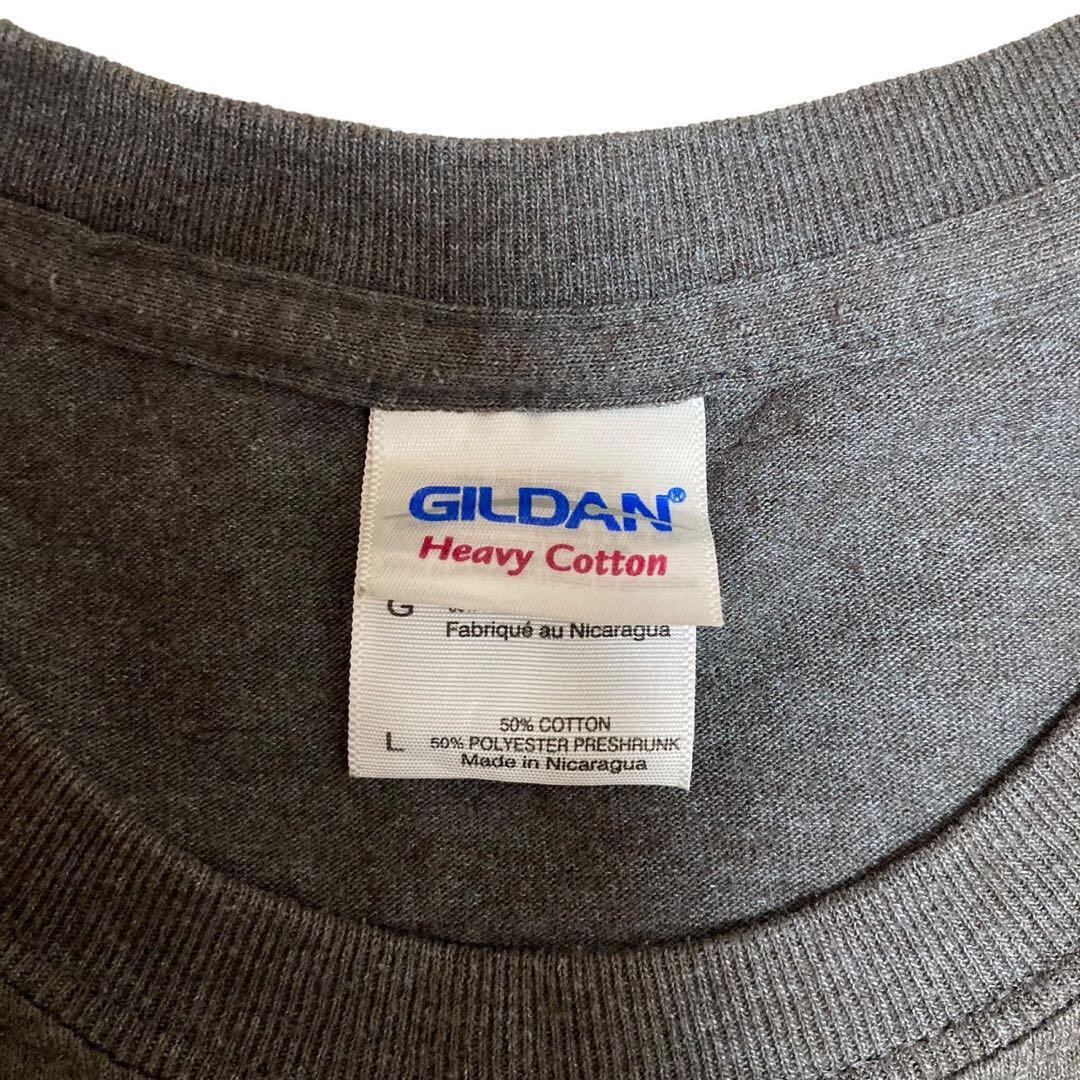 GILDAN®
Heavy Cotton
G
Fabriqué au Nicaragua
50% COTTON
L 50% POLYESTER PRESHRUNK
Made in Nicaragua